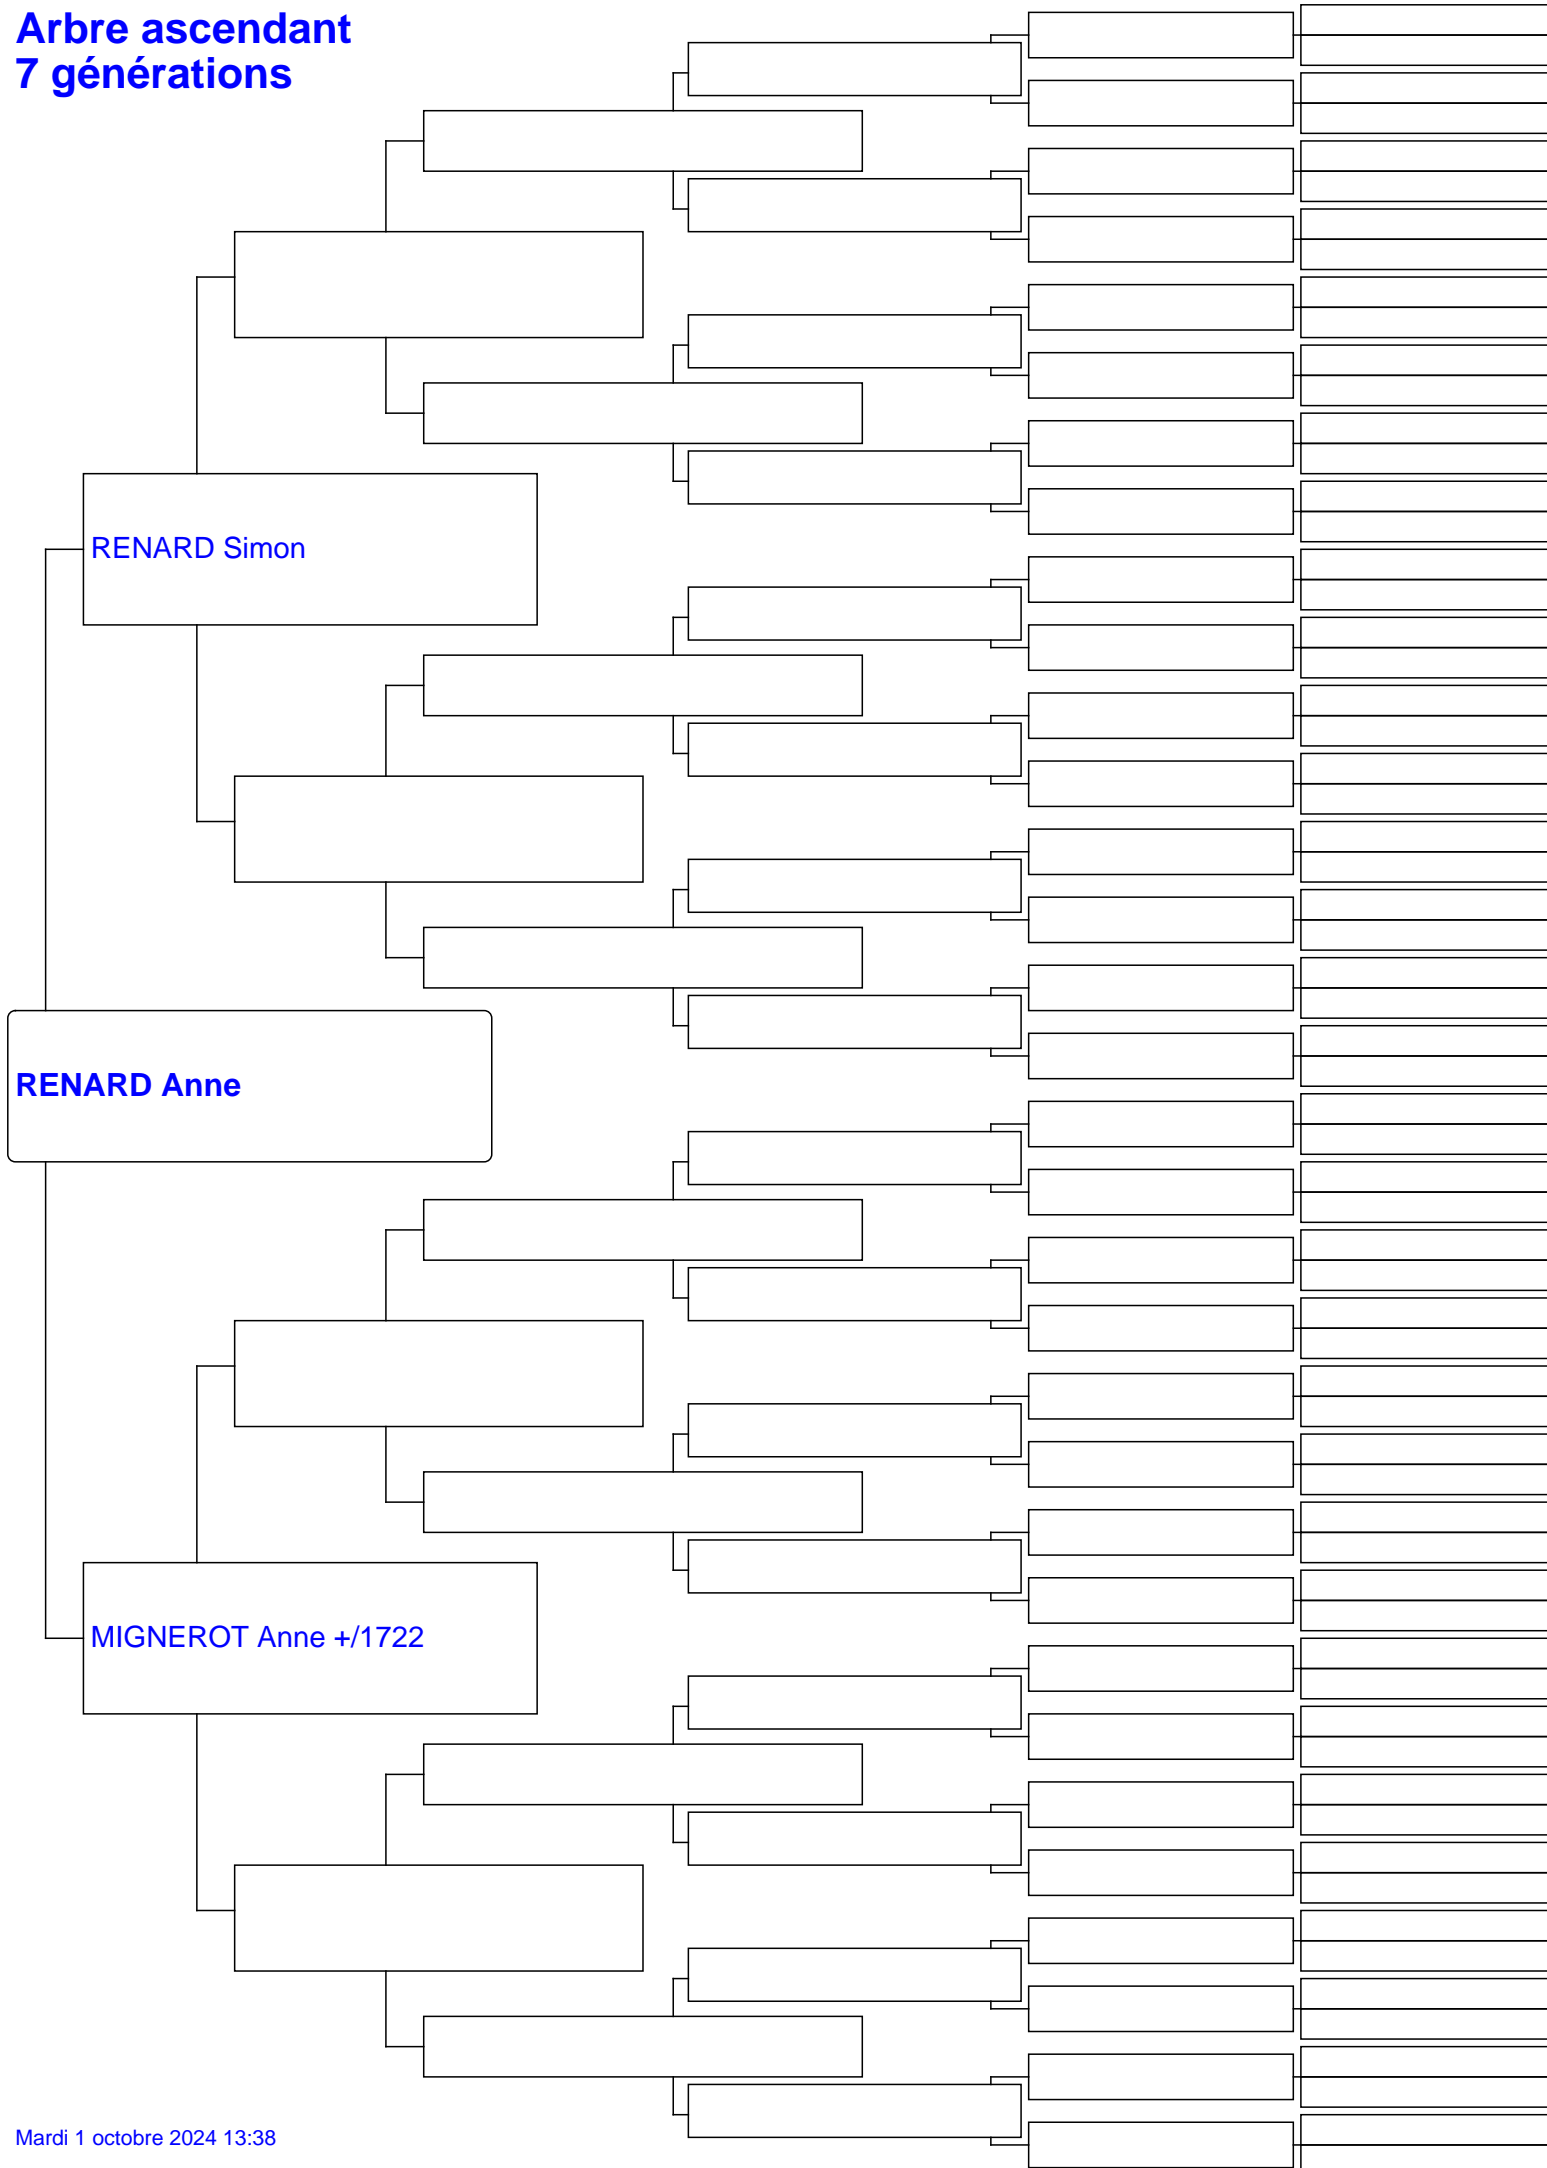 Arbre ascendant
7 générations
RENARD Simon
RENARD Anne
MIGNEROT Anne +/1722
Mardi 1 octobre 2024 13:38